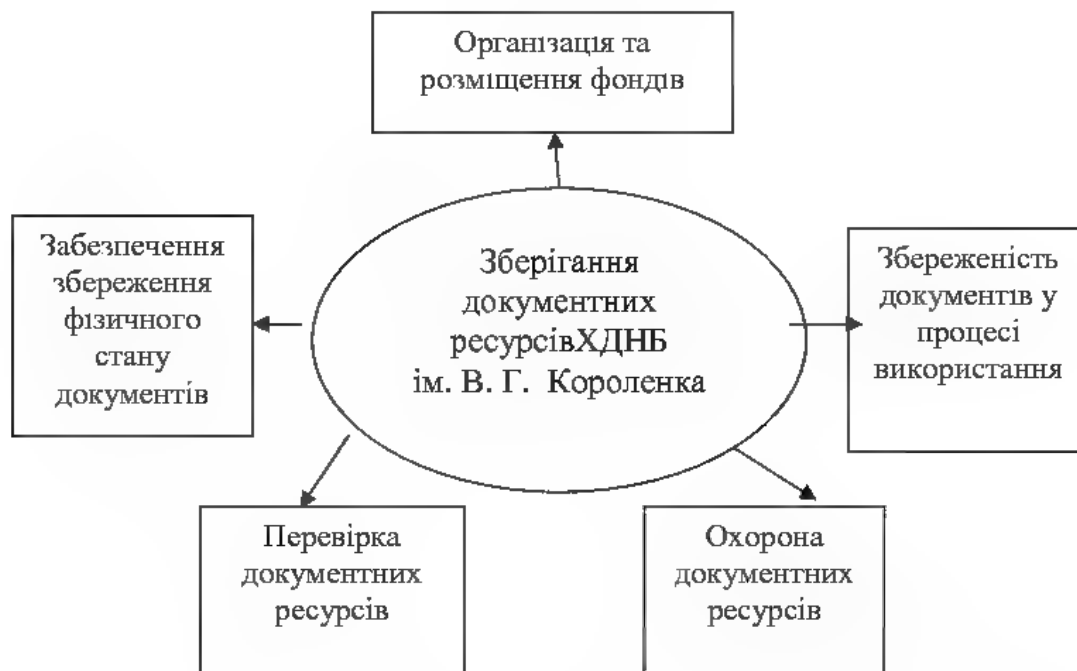 Організація та
розміщення фондів
Забезпечення
збереження
фізичного
стану
документів
Зберігання
документних
ресурсівХДНБ
ім. В. Г. Короленка
Збереженість
документів у
процесі
використання
Перевірка
документних
ресурсів
Охорона
документних
ресурсів